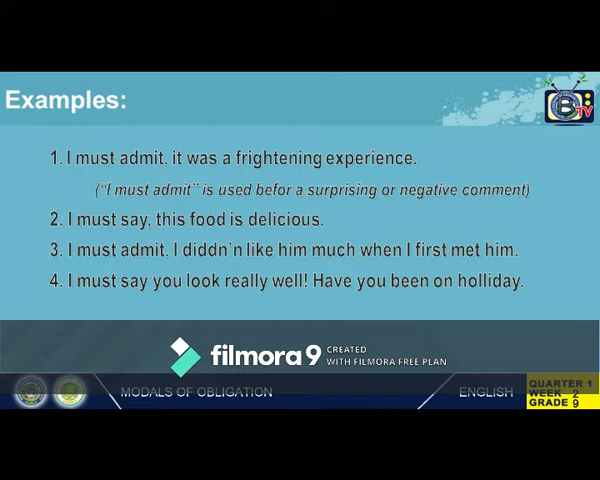 Examples:
B TV
1. I must admit, it was a frightening experience.
("I must admit" is used befor a surprising or negative comment)
2. I must say, this food is delicious.
3. I must admit, I diddn'n like him much when I first met him.
4. I must say you look really well! Have you been on holliday.
filmora 9 CREATED
WITH FILMORA FREE PLAN
MODALS OF OBLIGATION
ENGLISH
QUARTER 1
WEEK 2
GRADE 9